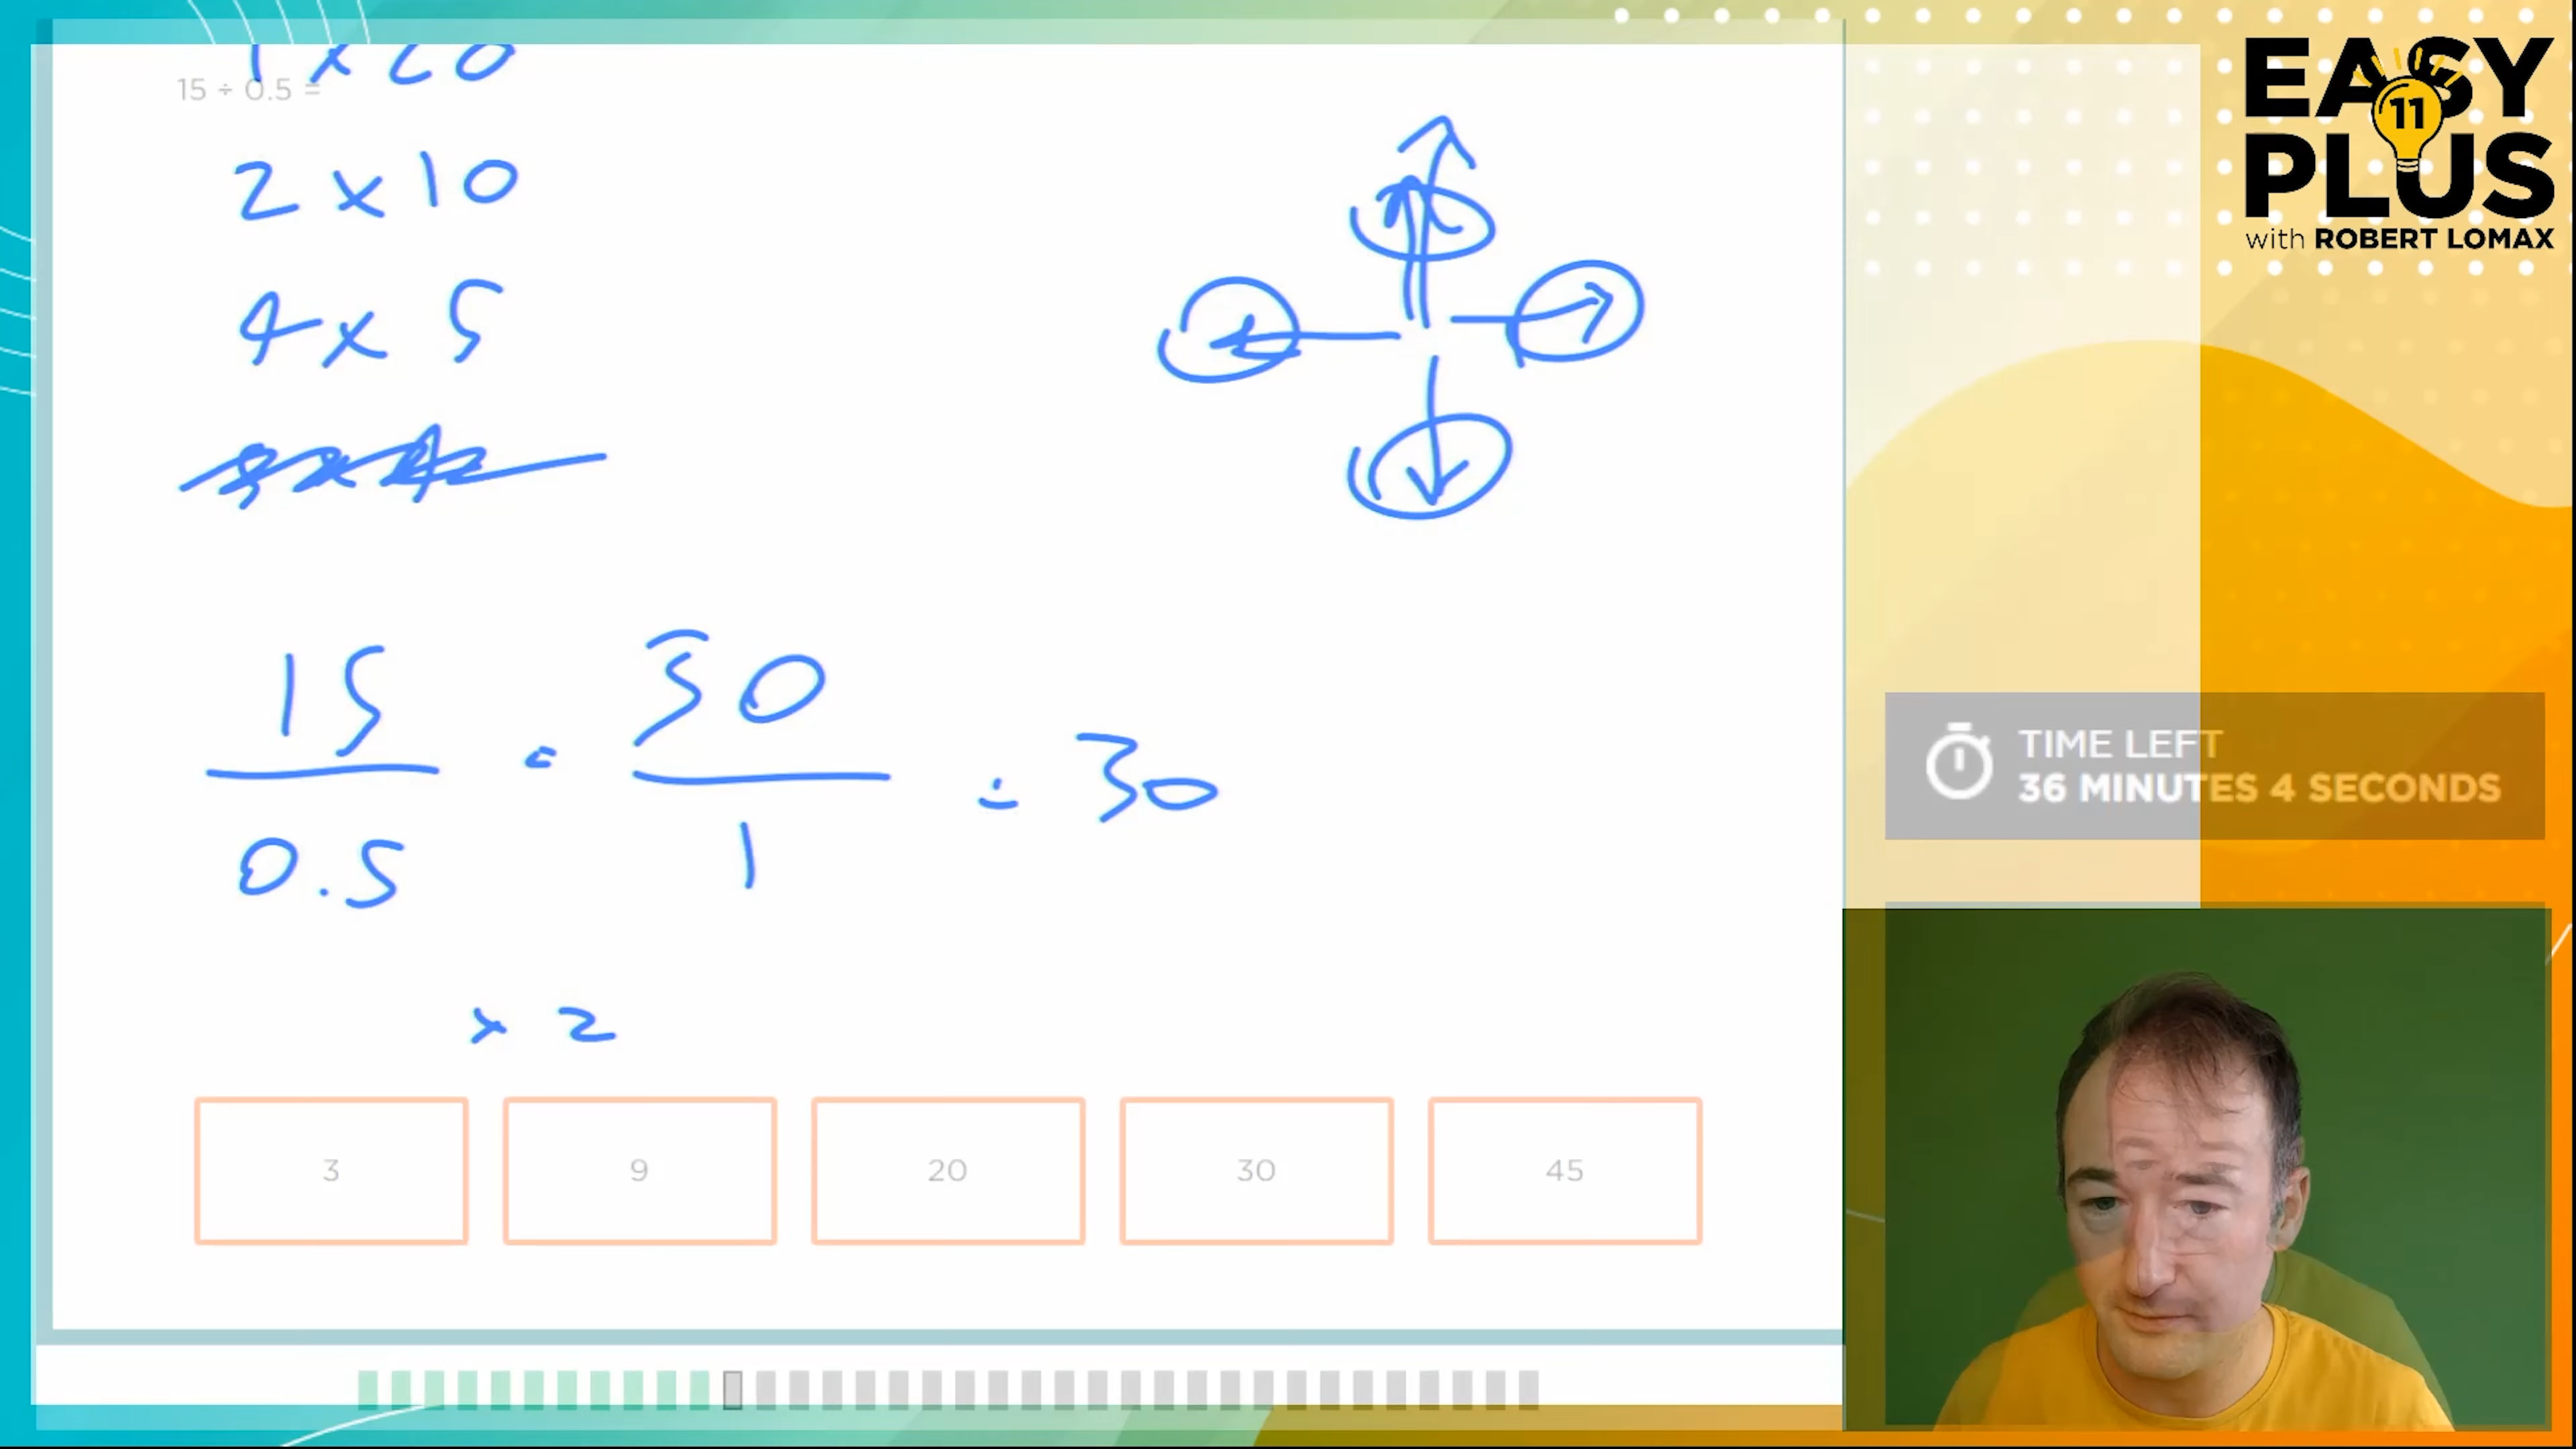 1 x 20
15 ÷ 0.5 =
2 x 10
4 x 5
15
0.5
=
30
1
= 30
x 2
3
9
20
30
45
EASY
11
PLUS
with ROBERT LOMAX
TIME LEFT
36 MINUTES 4 SECONDS